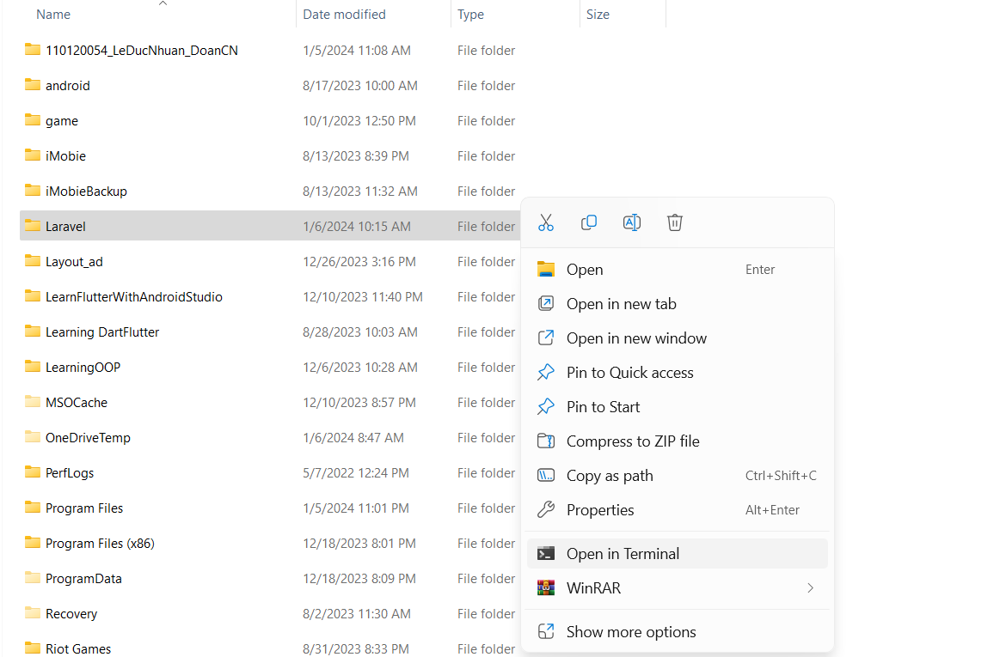 Name Date modified Type Size
110120054_LeDucNhuan_DoanCN 1/5/2024 11:08 AM File folder
android 8/17/2023 10:00 AM File folder
game 10/1/2023 12:50 PM File folder
iMobie 8/13/2023 8:39 PM File folder
iMobieBackup 8/13/2023 11:32 AM File folder
Laravel 1/6/2024 10:15 AM File folder
Layout_ad 12/26/2023 3:16 PM File folder
LearnFlutterWithAndroidStudio 12/10/2023 11:40 PM File folder
Learning DartFlutter 8/28/2023 10:03 AM File folder
LearningOOP 12/6/2023 10:28 AM File folder
MSOCache 12/10/2023 8:57 PM File folder
OneDriveTemp 1/6/2024 8:47 AM File folder
PerfLogs 5/7/2022 12:24 PM File folder
Program Files 1/5/2024 11:01 PM File folder
Program Files (x86) 12/18/2023 8:01 PM File folder
ProgramData 12/18/2023 8:09 PM File folder
Recovery 8/2/2023 11:30 AM File folder
Riot Games 8/31/2023 8:33 PM File folder
Open Enter
Open in new tab
Open in new window
Pin to Quick access
Pin to Start
Compress to ZIP file
Copy as path Ctrl+Shift+C
Properties Alt+Enter
Open in Terminal
WinRAR
Show more options